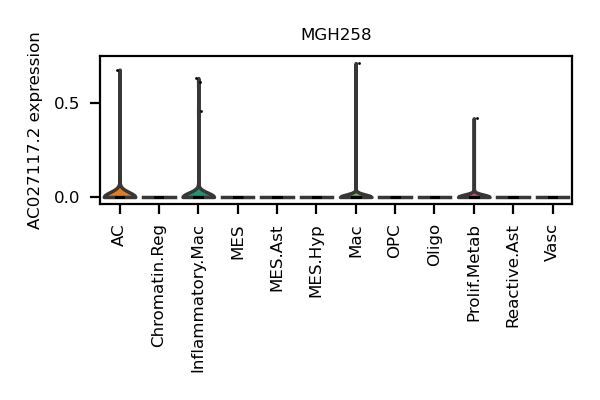 MGH258
AC027117.2 expression
0.5
0.0
AC
Chromatin.Reg
Inflammatory.Mac
MES
MES.Ast
MES.Hyp
Mac
OPC
Oligo
Prolif.Metab
Reactive.Ast
Vasc